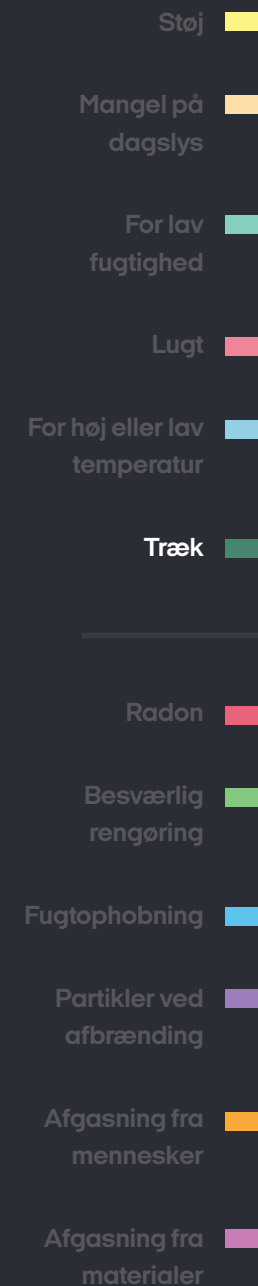 Støj
Mangel på
dagslys
For lav
fugtighed
Lugt
For høj eller lav
temperatur
Træk
Radon
Besværlig
rengøring
Fugtophobning
Partikler ved
afbrænding
Afgasning fra
mennesker
Afgasning fra
materialer